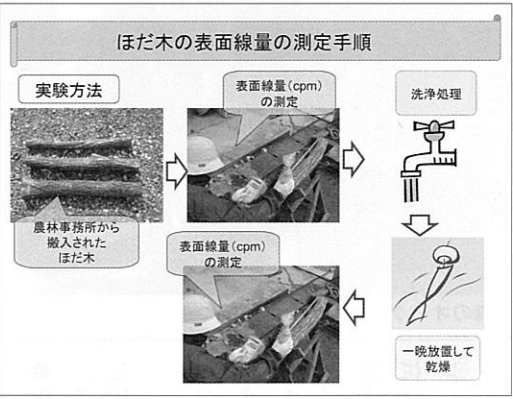 ほだ木の表面線量の測定手順
実験方法
表面線量(cpm)
の測定
洗浄処理
農林事務所から
搬入された
ほだ木
表面線量(cpm)
の測定
一晩放置して
乾燥